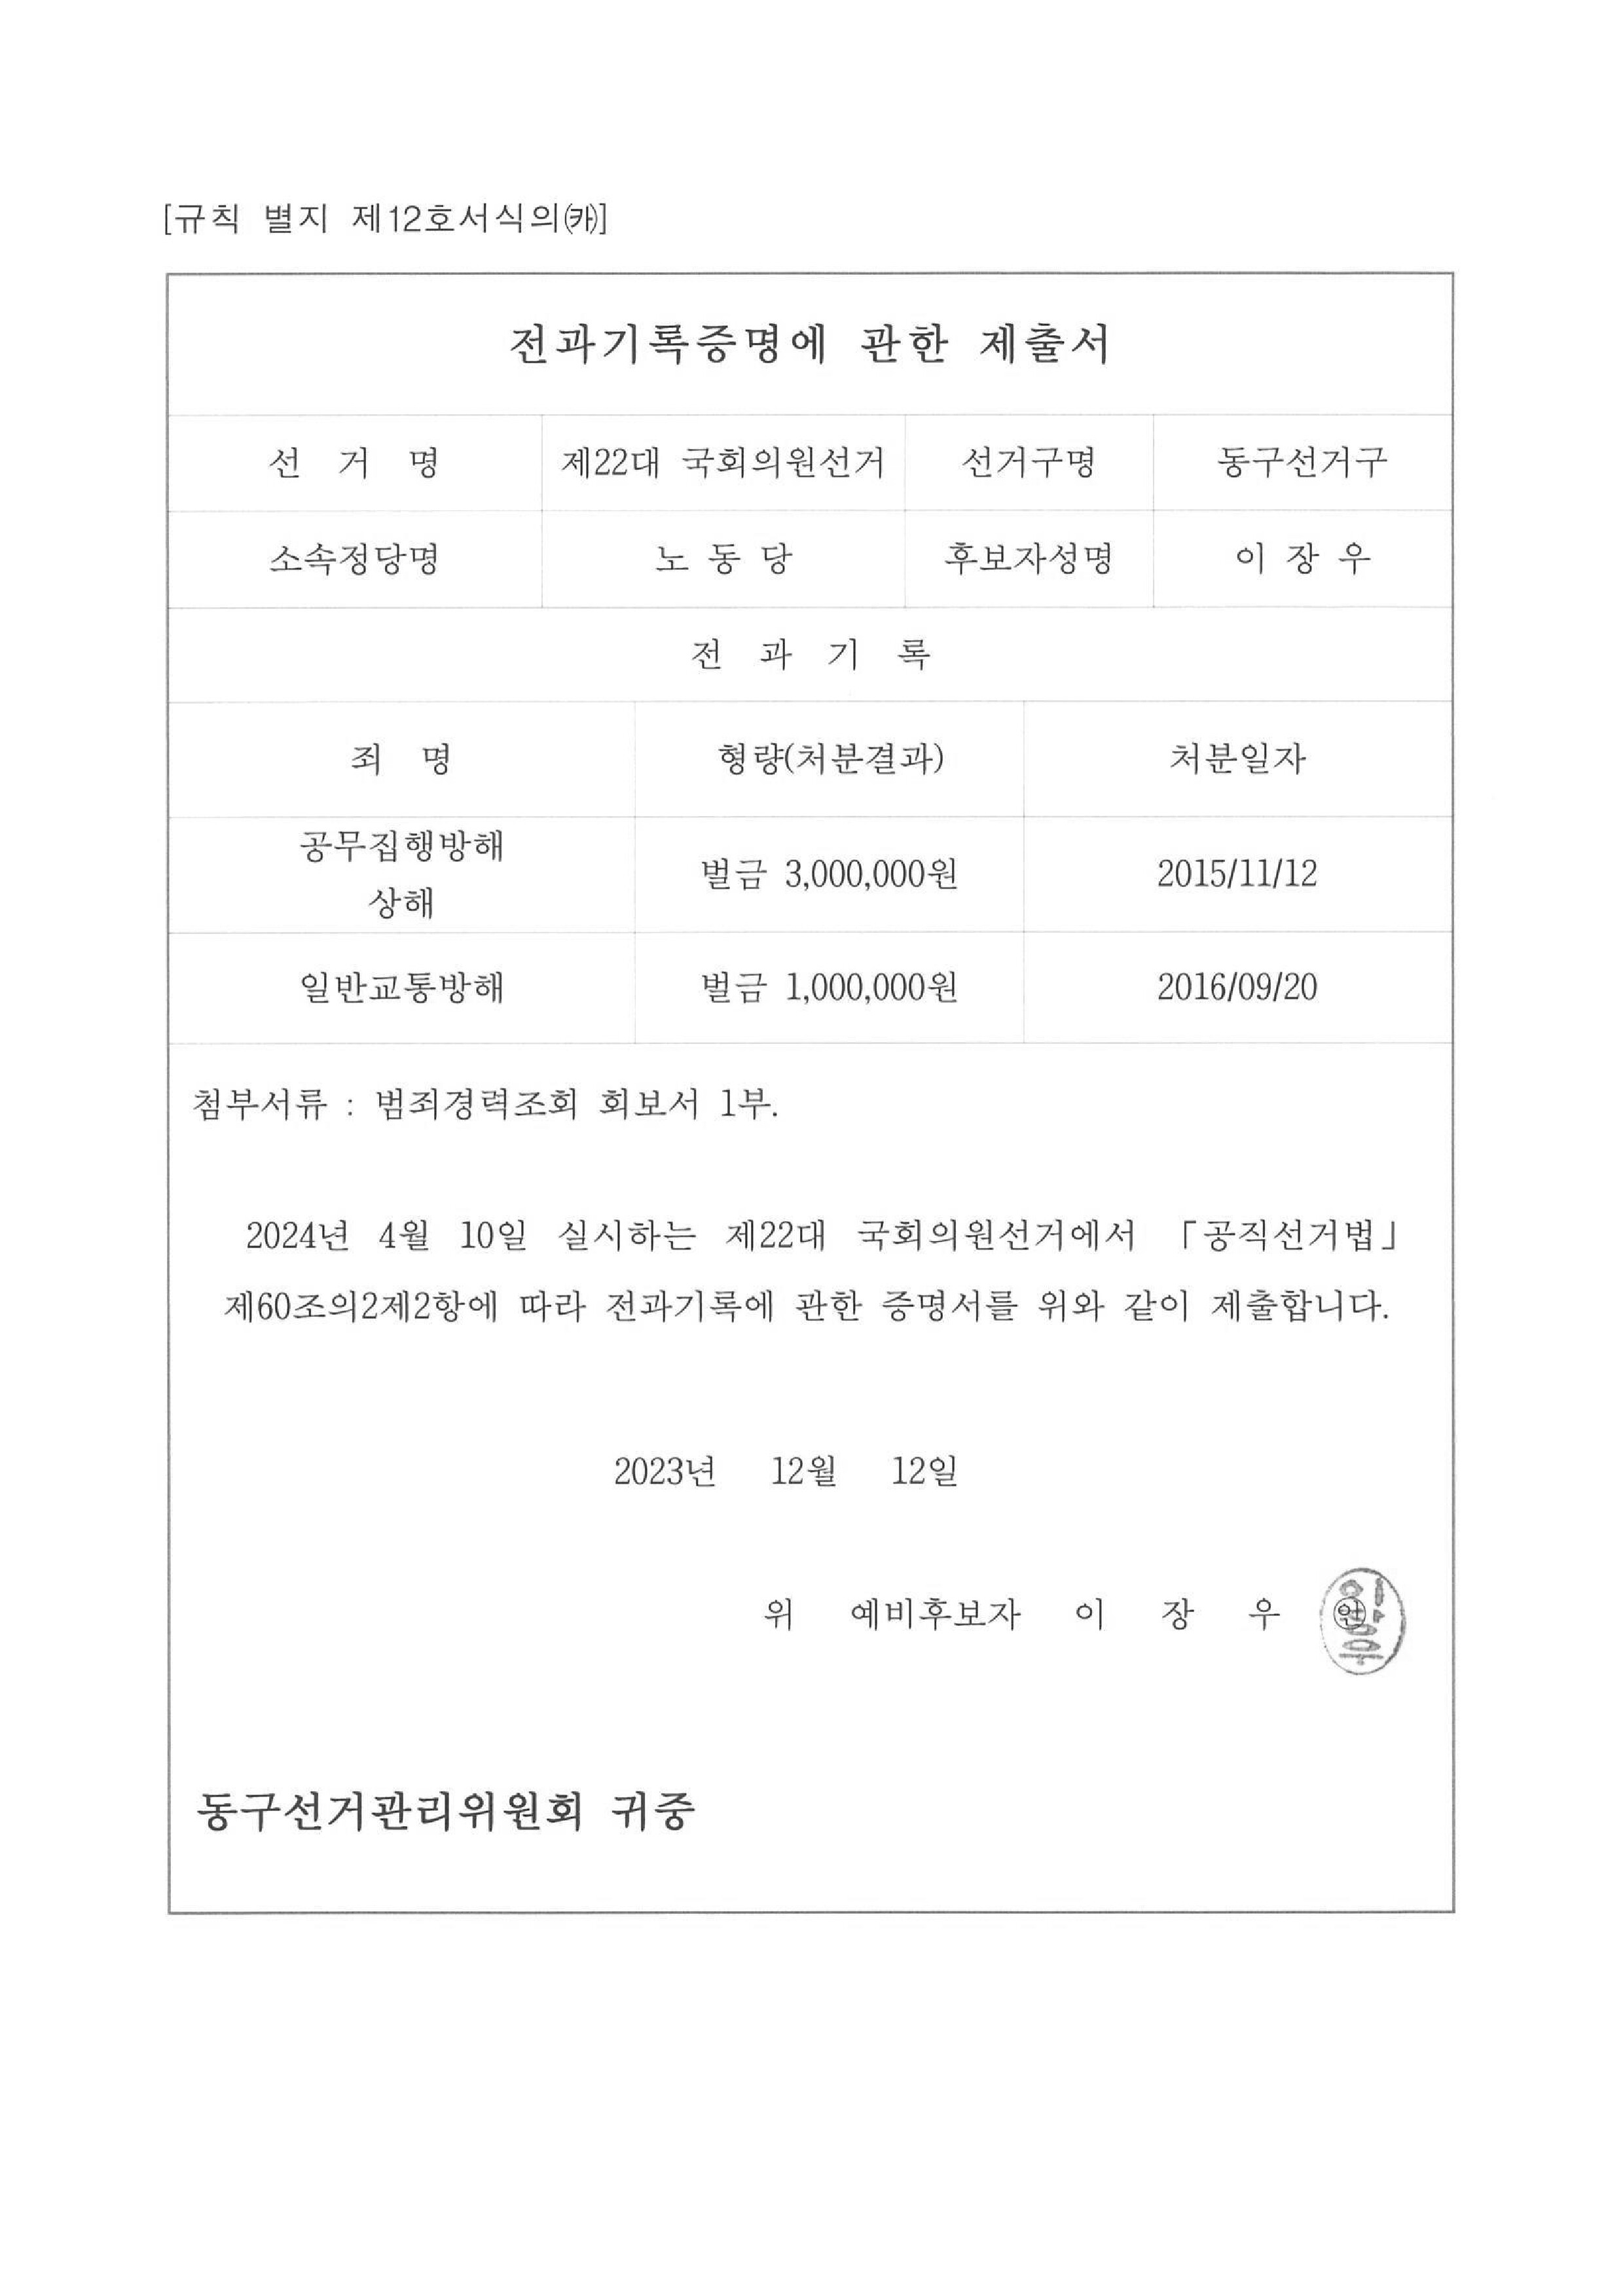 [규칙 별지 제12호서식의㈸]
전과기록증명에 관한 제출서
선 거 명 제22대 국회의원선거 선거구명 동구선거구
소속정당명 노 동 당 후보자성명 이 장 우
전 과 기 록
죄 명 형량(처분결과) 처분일자
공무집행방해
상해 벌금 3,000,000원 2015/11/12
일반교통방해 벌금 1,000,000원 2016/09/20
첨부서류 : 범죄경력조회 회보서 1부.
2024년 4월 10일 실시하는 제22대 국회의원선거에서 「공직선거법」
제60조의2제2항에 따라 전과기록에 관한 증명서를 위와 같이 제출합니다.
2023년 12월 12일
위 예비후보자 이 장 우 ㊞
동구선거관리위원회 귀중